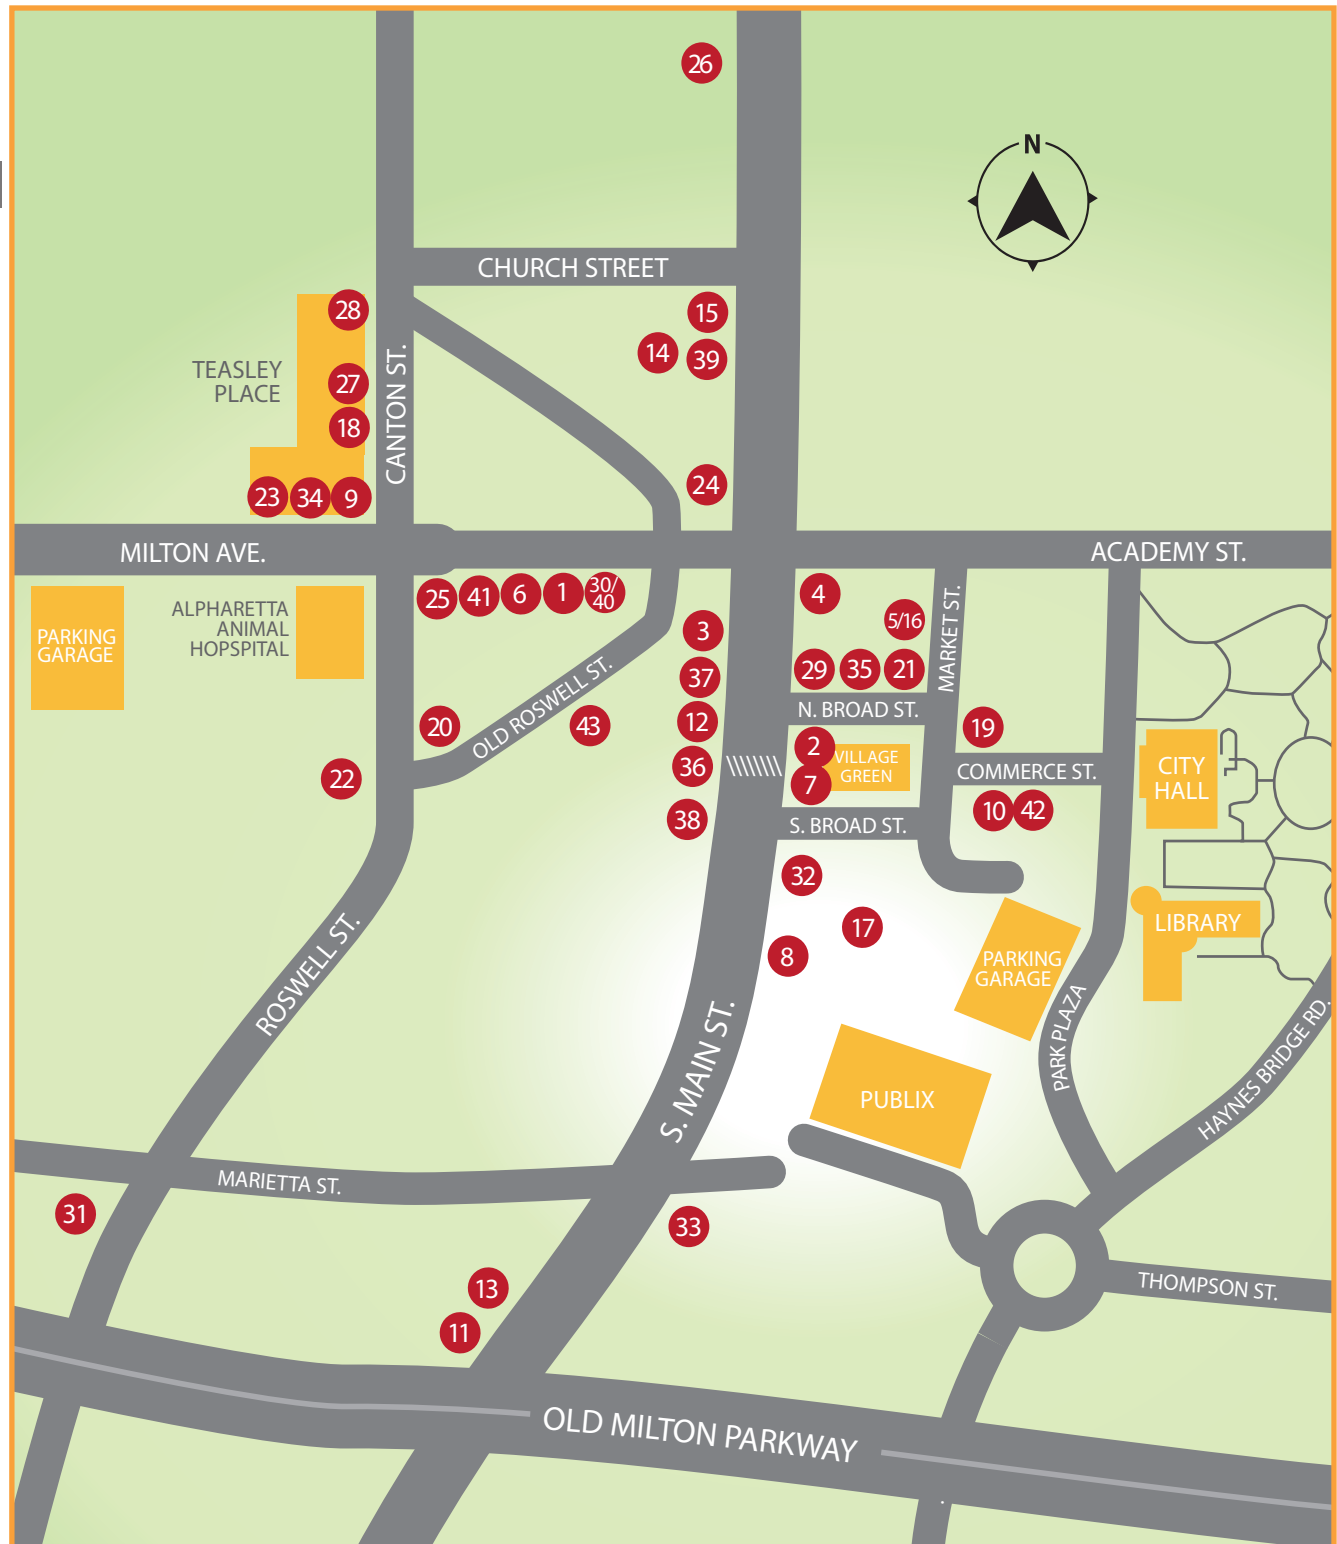 26
N
CHURCH STREET
28
15
14
39
TEASLEY
PLACE
27
18
CANTON ST.
24
23
34
9
MILTON AVE.
ACADEMY ST.
PARKING
GARAGE
ALPHARETTA
ANIMAL
HOPSPITAL
25
41
6
1
30/
40
3
4
5/16
MARKET ST.
37
29
35
21
OLD ROSWELL ST.
N. BROAD ST.
20
43
12
19
22
36
2
7
VILLAGE
GREEN
COMMERCE ST.
CITY
HALL
38
S. BROAD ST.
10
42
32
17
8
ROSWELL ST.
LIBRARY
PARKING
GARAGE
S. MAIN ST.
PARK PLAZA
HAYNES BRIDGE RD.
PUBLIX
MARIETTA ST.
31
33
13
11
THOMPSON ST.
OLD MILTON PARKWAY